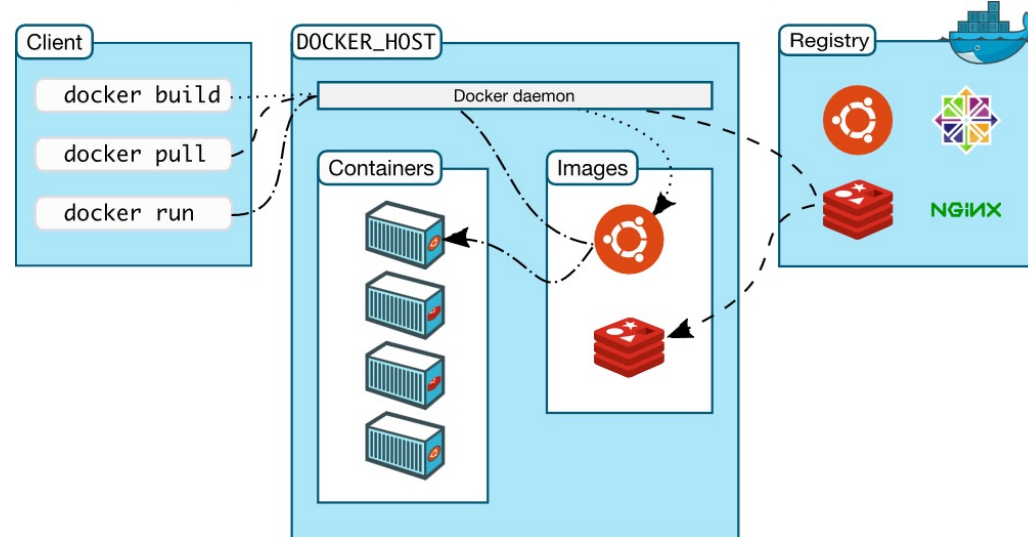 Client
docker build
docker pull
docker run
DOCKER_HOST
Docker daemon
Containers
Images
Registry
NGiNX